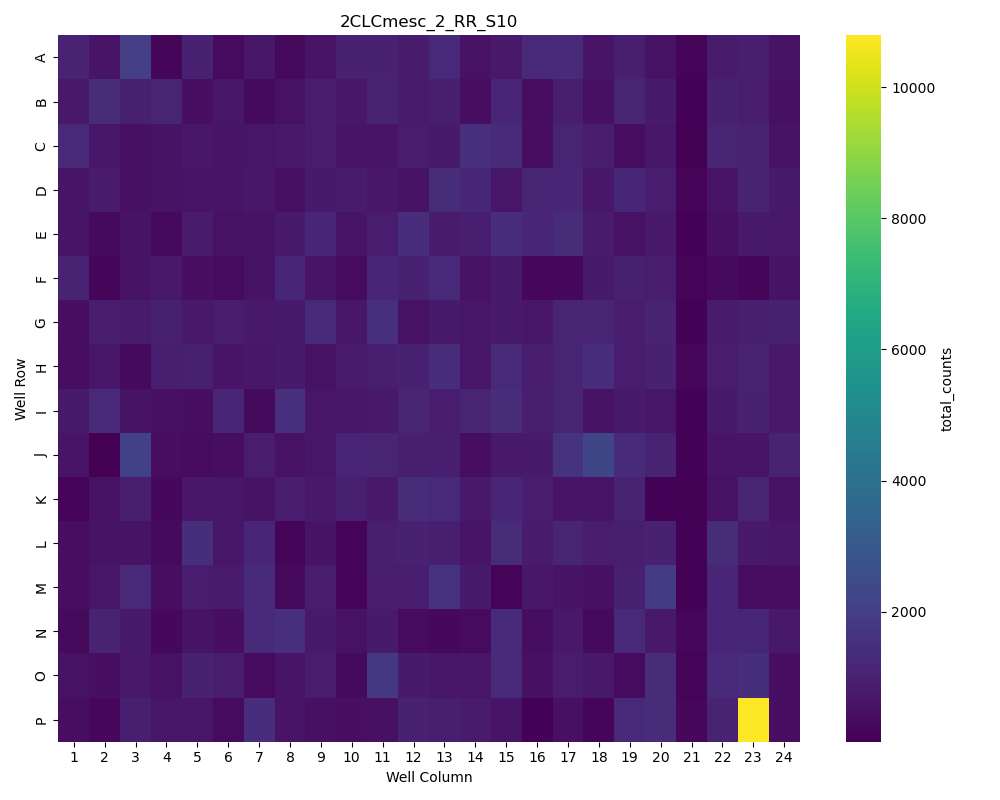 2CLCmesc_2_RR_S10
A
B
C
D
E
F
G
H
I
J
K
L
M
N
O
P
Well Row
1 2 3 4 5 6 7 8 9 10 11 12 13 14 15 16 17 18 19 20 21 22 23 24
Well Column
10000
8000
6000
4000
2000
total_counts